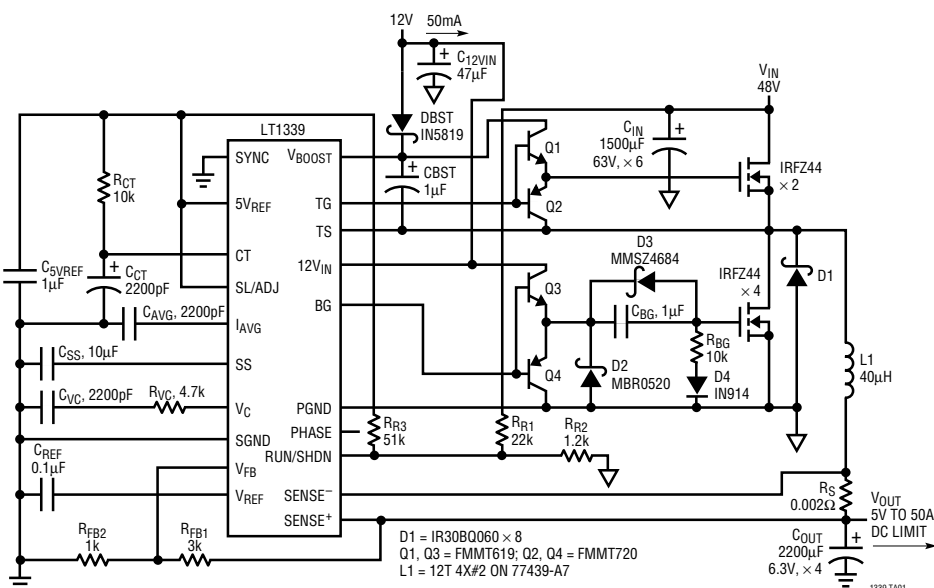 12V
50mA
C12VIN
47µF
VIN
48V
DBST
IN5819
LT1339
SYNC
VBOOST
CBST
1µF
Q1
Q2
CIN
1500µF
63V, × 6
IRFZ44
× 2
RCT
10k
5VREF
TG
TS
CT
12VIN
SL/ADJ
BG
IAVG
C5VREF
1µF
CCT
2200pF
CAVG, 2200pF
D3
MMSZ4684
IRFZ44
× 4
D1
Q3
Q4
CBG, 1µF
RBG
10k
D2
MBR0520
D4
IN914
L1
40µH
CSS, 10µF
SS
CVC, 2200pF
RVC, 4.7k
VC
PGND
PHASE
SGND
RUN/SHDN
RR3
51k
RR1
22k
RR2
1.2k
CREF
0.1µF
VFB
VREF
SENSE–
SENSE+
RS
0.002Ω
VOUT
5V TO 50A
DC LIMIT
RFB2
1k
RFB1
3k
D1 = IR30BQ060 × 8
Q1, Q3 = FMMT619; Q2, Q4 = FMMT720
L1 = 12T 4X#2 ON 77439-A7
COUT
2200µF
6.3V, × 4
1339 TA01